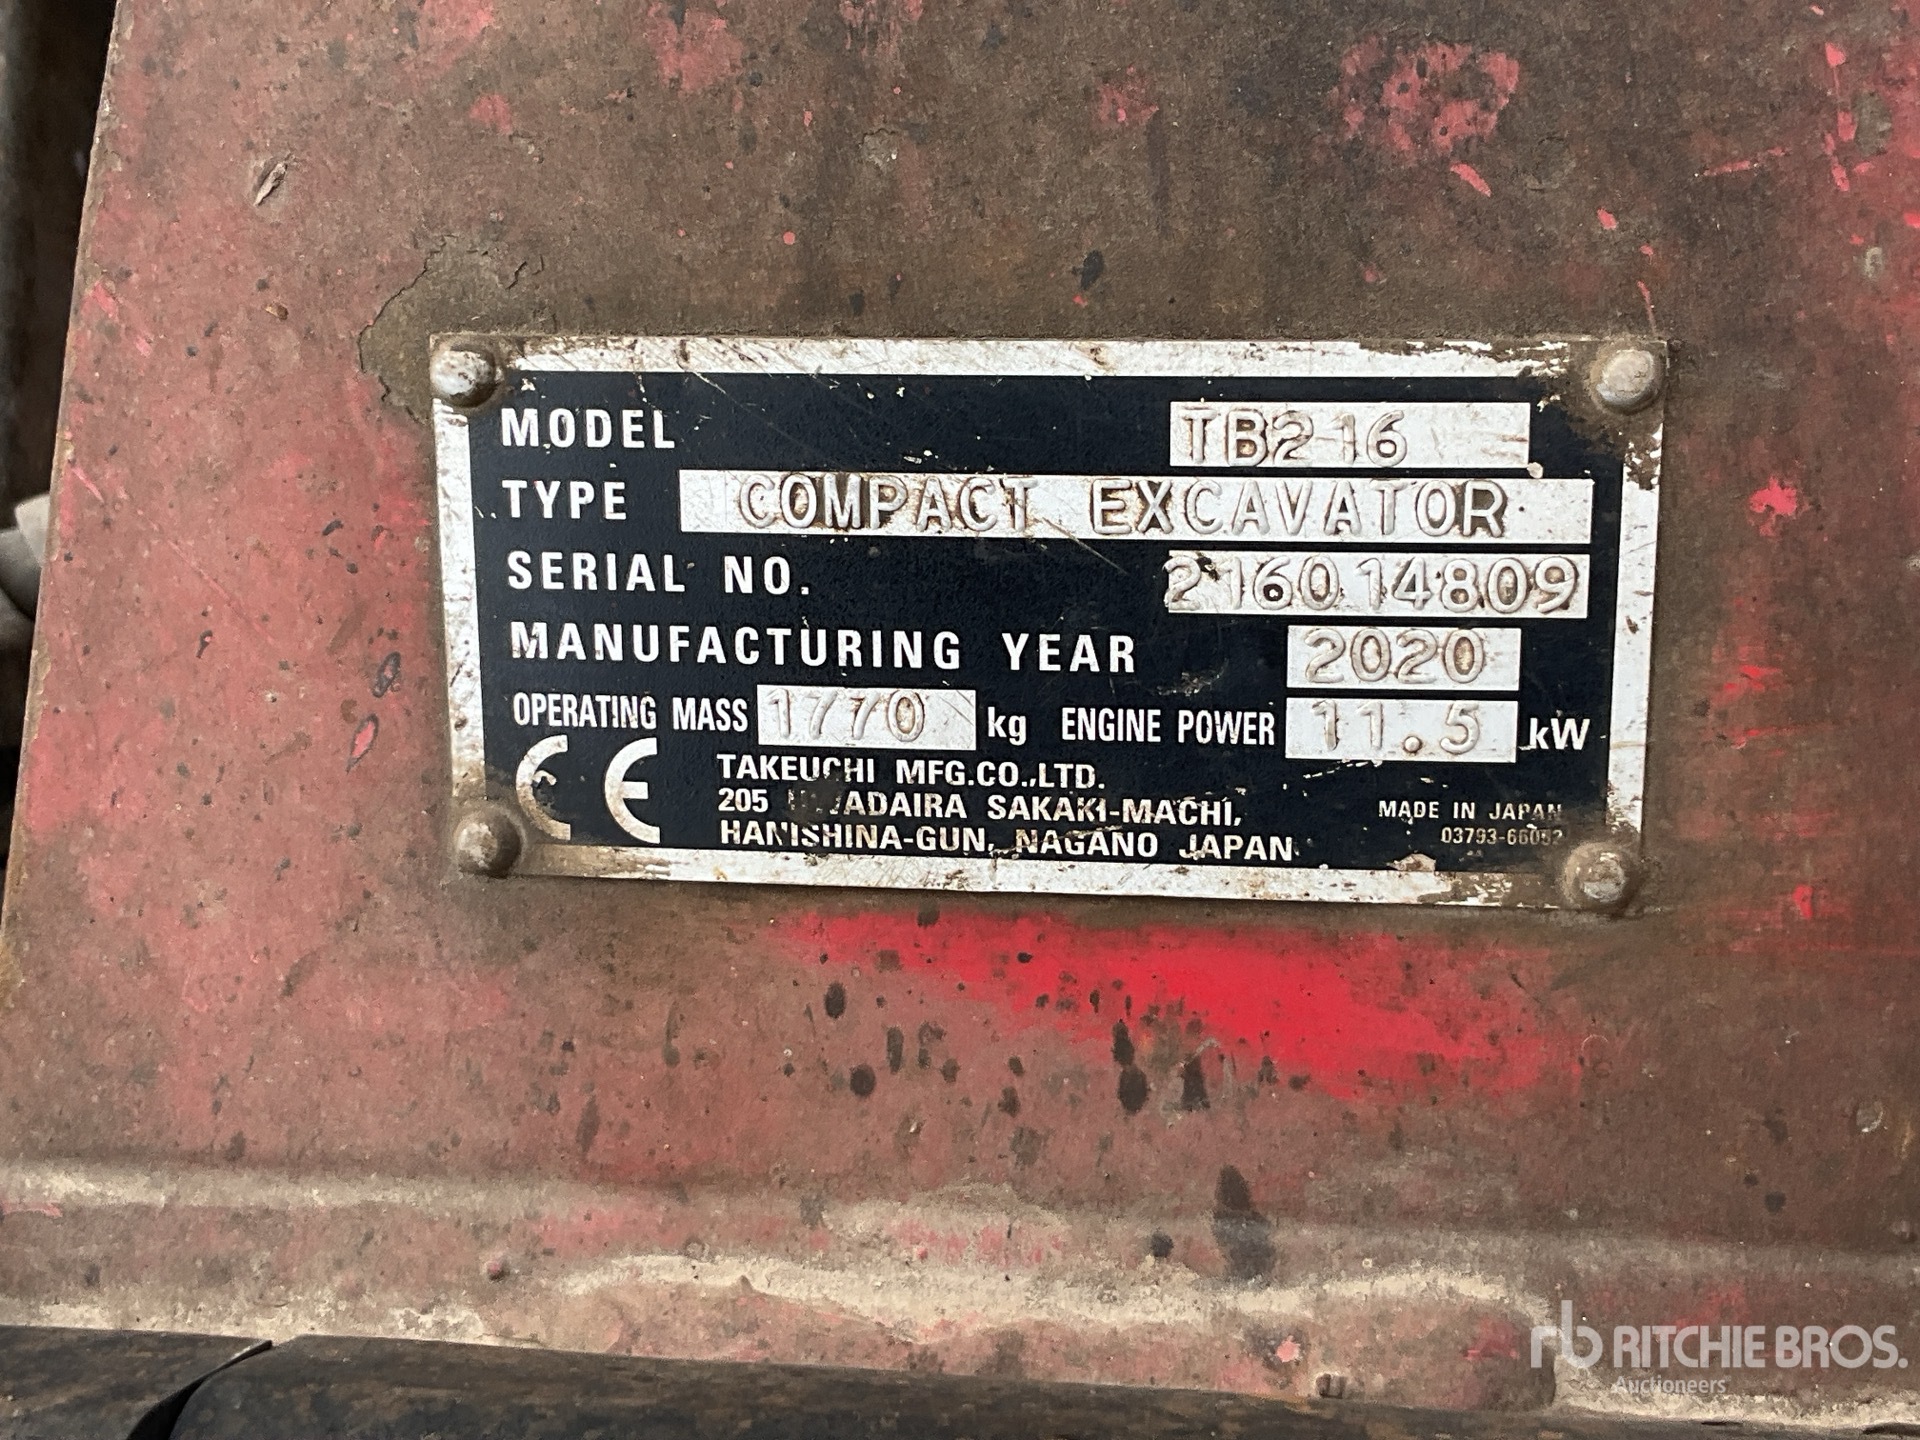 MODEL TB216
TYPE COMPACT EXCAVATOR
SERIAL NO. 216014809
MANUFACTURING YEAR 2020
OPERATING MASS 1770 kg ENGINE POWER 11.5 kW
CE
TAKEUCHI MFG.CO.,LTD.
205 SAKAKI-MACHI,
HANISHINA-GUN, NAGANO JAPAN
MADE IN JAPAN
rb RITCHIE BROS.
Auctioneers